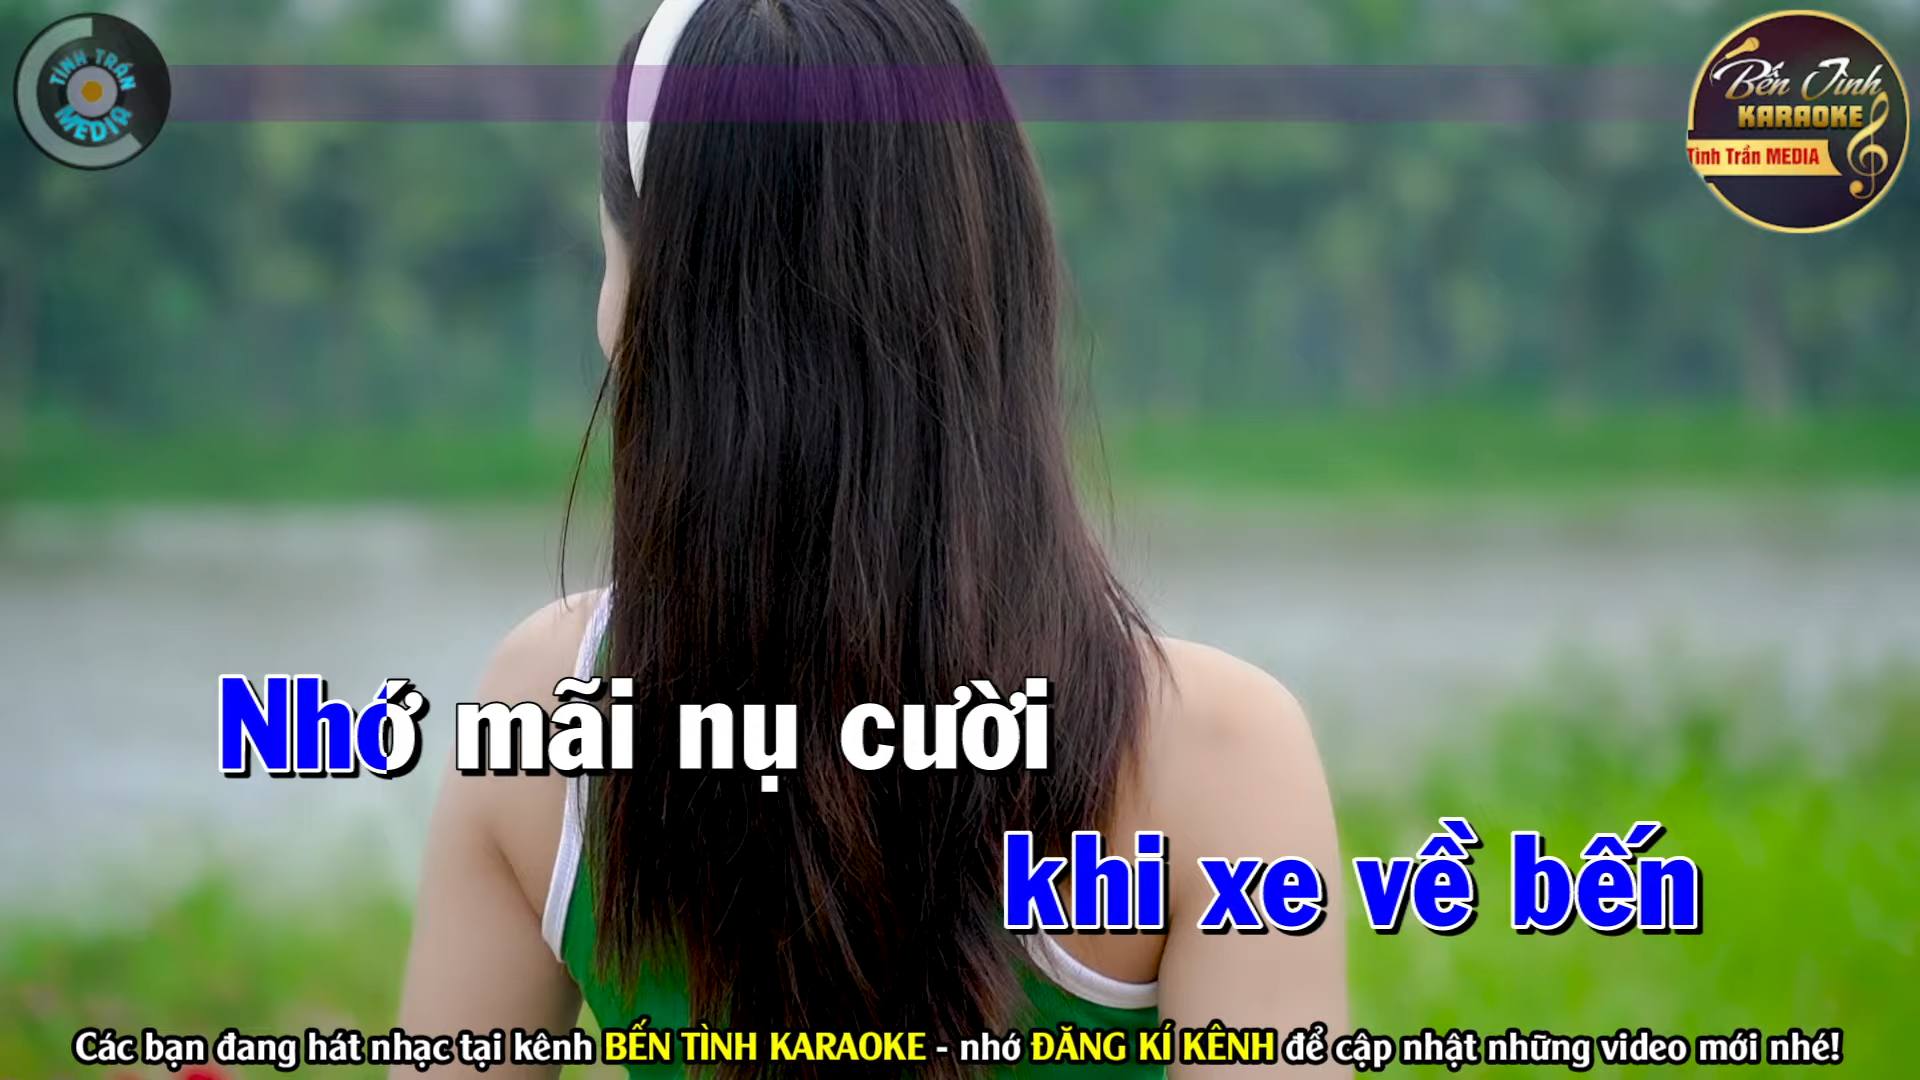 TÌNH TRẦN
MEDIA
Bến Tình
KARAOKE
Tình Trần MEDIA
Nhớ mãi nụ cười
khi xe về bến
Các bạn đang hát nhạc tại kênh BẾN TÌNH KARAOKE - nhớ ĐĂNG KÍ KÊNH để cập nhật những video mới nhé!